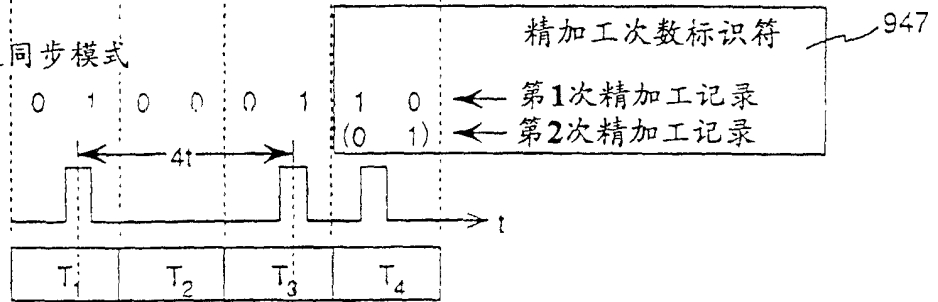 精加工次数标识符 947
同步模式
0 1 0 0 0 1 1 0 第1次精加工记录
(0 1) 第2次精加工记录
4t
t
T1 T2 T3 T4